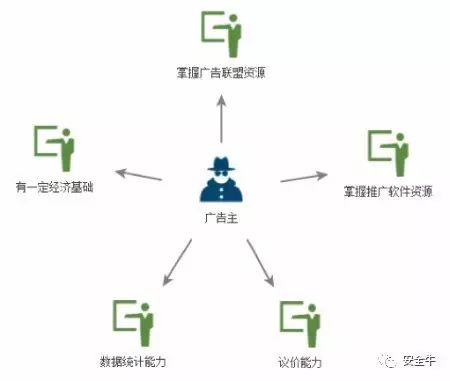 掌握广告联盟资源
有一定经济基础
掌握推广软件资源
广告主
数据统计能力
议价能力
安全牛